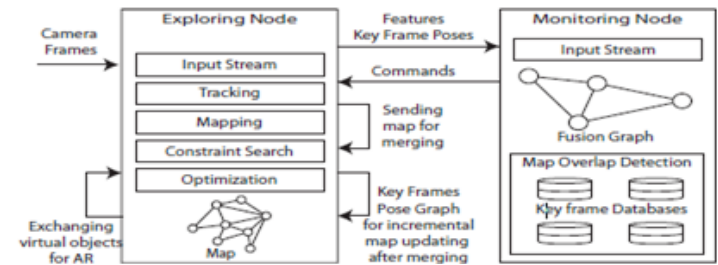 Camera
Frames
Exploring Node
Input Stream
Tracking
Mapping
Constraint Search
Optimization
Map
Exchanging
virtual objects
for AR
Features
Key Frame Poses
Commands
Sending
map for
merging
Key Frames
Pose Graph
for incremental
map updating
after merging
Monitoring Node
Input Stream
Fusion Graph
Map Overlap Detection
Key frame Databases